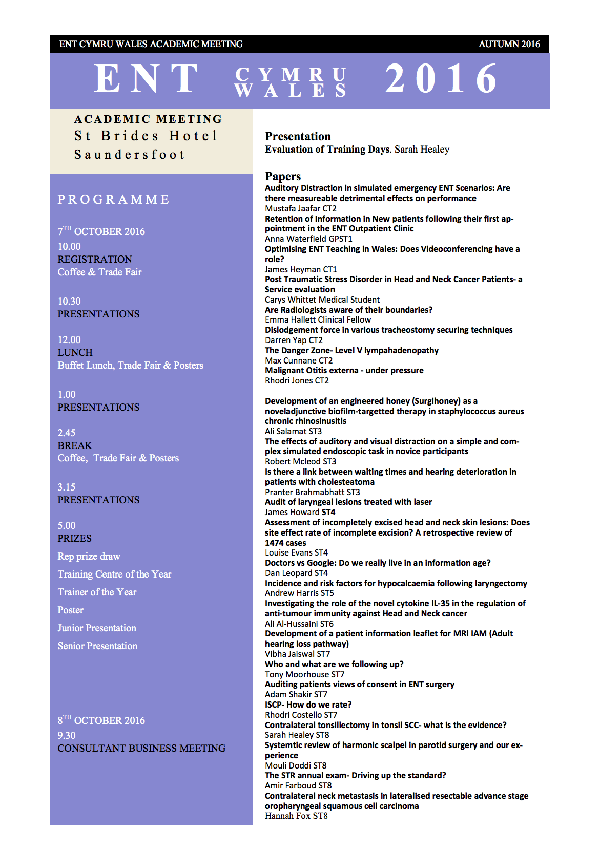 ENT CYMRU WALES ACADEMIC MEETING AUTUMN 2016
ENT CYMRU WALES 2016
ACADEMIC MEETING
St Brides Hotel
Saundersfoot
PROGRAMME
7TH OCTOBER 2016
10.00
REGISTRATION
Coffee & Trade Fair
10.30
PRESENTATIONS
12.00
LUNCH
Buffet Lunch, Trade Fair & Posters
1.00
PRESENTATIONS
2.45
BREAK
Coffee, Trade Fair & Posters
3.15
PRESENTATIONS
5.00
PRIZES
Rep prize draw
Training Centre of the Year
Trainer of the Year
Poster
Junior Presentation
Senior Presentation
8TH OCTOBER 2016
9.30
CONSULTANT BUSINESS MEETING
Presentation
Evaluation of Training Days. Sarah Healey
Papers
Auditory Distraction in simulated emergency ENT Scenarios: Are
there measureable detrimental effects on performance
Mustafa Jaafar CT2
Retention of Information in New patients following their first ap-
pointment in the ENT Outpatient Clinic
Anna Waterfield GPST1
Optimising ENT Teaching in Wales: Does Videoconferencing have a
role?
James Heyman CT1
Post Traumatic Stress Disorder in Head and Neck Cancer Patients- a
Service evaluation
Carys Whittet Medical Student
Are Radiologists aware of their boundaries?
Emma Hallett Clinical Fellow
Dislodgement force in various tracheostomy securing techniques
Darren Yap CT2
The Danger Zone- Level V lympahadenopathy
Max Cunnane CT2
Malignant Otitis externa - under pressure
Rhodri Jones CT2
Development of an engineered honey (Surgihoney) as a
noveladjunctive biofilm-targetted therapy in staphylococcus aureus
chronic rhinosinusitis
Ali Salamat ST3
The effects of auditory and visual distraction on a simple and com-
plex simulated endoscopic task in novice participants
Robert Mcleod ST3
Is there a link between waiting times and hearing deterioration in
patients with cholesteatoma
Pranter Brahmabhatt ST3
Audit of laryngeal lesions treated with laser
James Howard ST4
Assessment of incompletely excised head and neck skin lesions: Does
site effect rate of incomplete excision? A retrospective review of
1474 cases
Louise Evans ST4
Doctors vs Google: Do we really live in an information age?
Dan Leopard ST4
Incidence and risk factors for hypocalcaemia following laryngectomy
Andrew Harris ST5
Investigating the role of the novel cytokine IL-35 in the regulation of
anti-tumour immunity against Head and Neck cancer
Ali Al-Hussaini ST6
Development of a patient information leaflet for MRI IAM (Adult
hearing loss pathway)
Vibha Jaiswal ST7
Who and what are we following up?
Tony Moorhouse ST7
Auditing patients views of consent in ENT surgery
Adam Shakir ST7
ISCP- How do we rate?
Rhodri Costello ST7
Contralateral tonsillectomy in tonsil SCC- what is the evidence?
Sarah Healey ST8
Systemtic review of harmonic scalpel in parotid surgery and our ex-
perience
Mouli Doddi ST8
The STR annual exam- Driving up the standard?
Amir Farboud ST8
Contralateral neck metastasis in lateralised resectable advance stage
oropharyngeal squamous cell carcinoma
Hannah Fox ST8